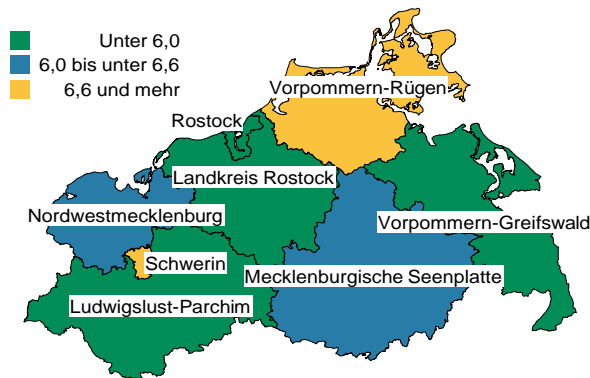 Unter 6,0
6,0 bis unter 6,6
6,6 und mehr
Vorpommern-Rügen
Rostock
Landkreis Rostock
Nordwestmecklenburg
Vorpommern-Greifswald
Schwerin
Mecklenburgische Seenplatte
Ludwigslust-Parchim